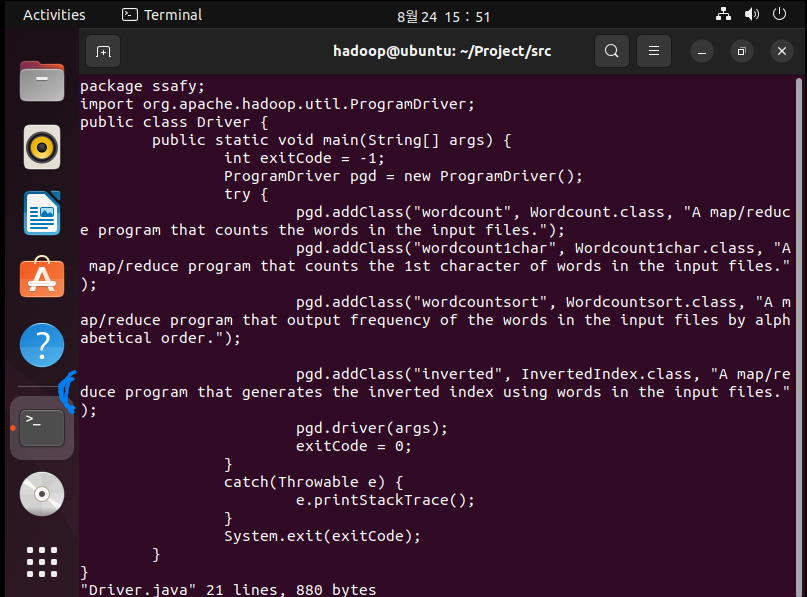 Activities
Terminal
8월 24 15 : 51
hadoop@ubuntu: ~/Project/src
package ssafy;
import org.apache.hadoop.util.ProgramDriver;
public class Driver {
        public static void main(String[] args) {
                int exitCode = -1;
                ProgramDriver pgd = new ProgramDriver();
                try {
                        pgd.addClass("wordcount", Wordcount.class, "A map/reduc
e program that counts the words in the input files.");
                        pgd.addClass("wordcount1char", Wordcount1char.class, "A
 map/reduce program that counts the 1st character of words in the input files."
);
                        pgd.addClass("wordcountsort", Wordcountsort.class, "A m
ap/reduce program that output frequency of the words in the input files by alph
abetical order.");
                        pgd.addClass("inverted", InvertedIndex.class, "A map/re
duce program that generates the inverted index using words in the input files."
);
                        pgd.driver(args);
                        exitCode = 0;
                }
                catch(Throwable e) {
                        e.printStackTrace();
                }
                System.exit(exitCode);
        }
}
"Driver.java" 21 lines, 880 bytes